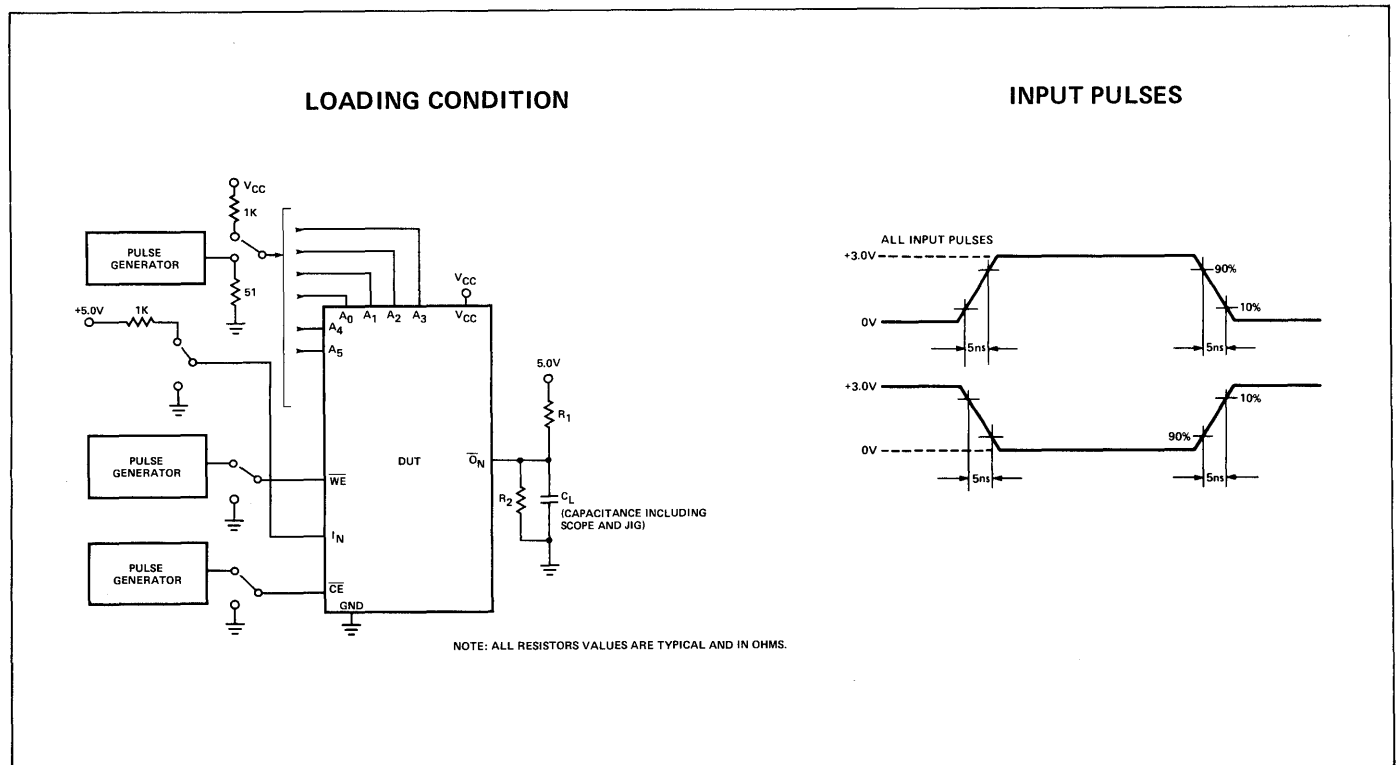 LOADING CONDITION
INPUT PULSES
VCC
1K
PULSE
GENERATOR
51
+5.0V
1K
A0 A1 A2 A3
VCC
VCC
A4
A5
5.0V
R1
DUT
ON
R2
CL
(CAPACITANCE INCLUDING
SCOPE AND JIG)
PULSE
GENERATOR
WE
IN
PULSE
GENERATOR
CE
GND
NOTE: ALL RESISTORS VALUES ARE TYPICAL AND IN OHMS.
ALL INPUT PULSES
+3.0V
90%
10%
0V
5ns
5ns
+3.0V
10%
90%
0V
5ns
5ns